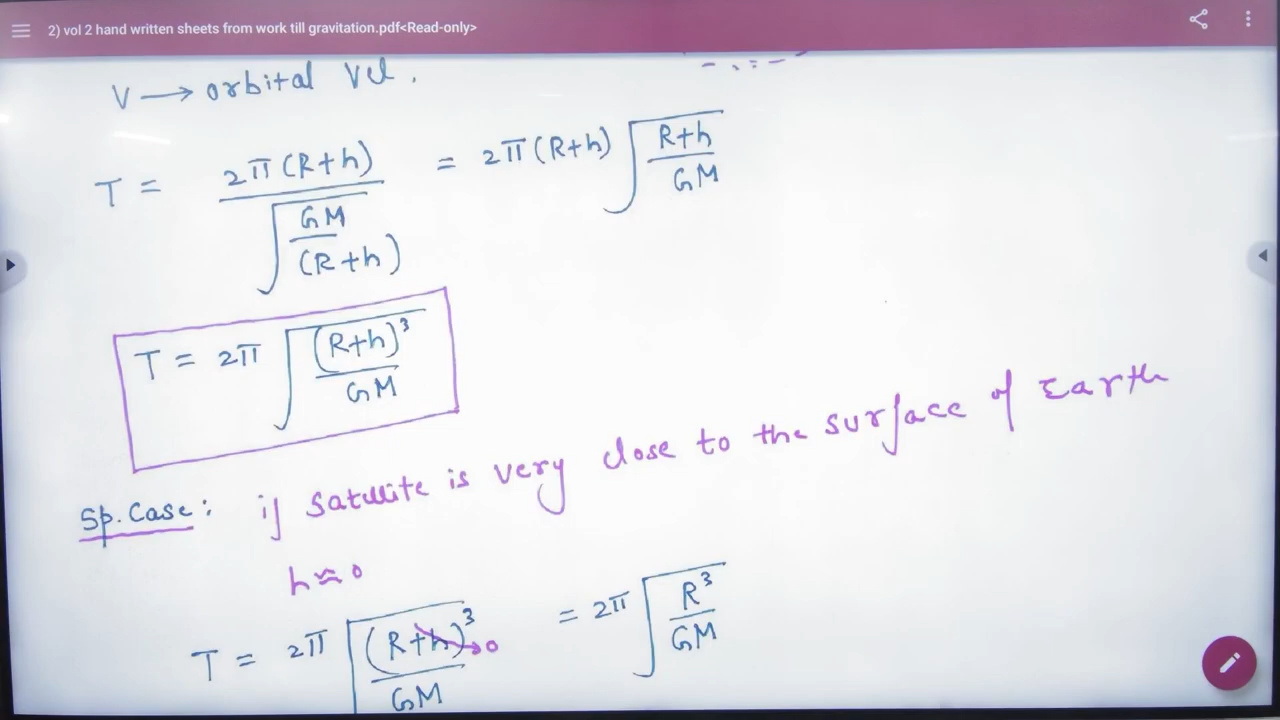 2) vol 2 hand written sheets from work till gravitation.pdf<Read-only>
V → orbital Vel.
T = 2π(R+h) / √(GM/(R+h)) = 2π(R+h) √((R+h)/GM)
T = 2π √((R+h)³/GM)
Sp. Case: if Satellite is very close to the surface of Earth
h≈0
T = 2π √((R+h)³/GM) = 2π √(R³/GM)
0